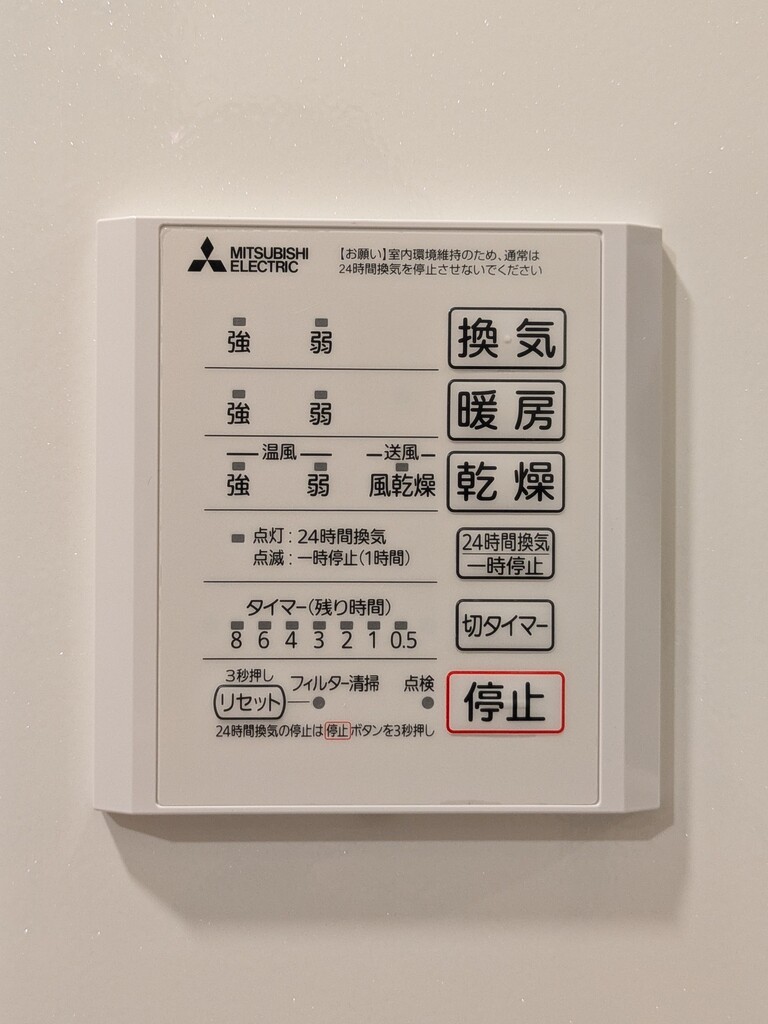 MITSUBISHI
ELECTRIC
【お願い】室内環境維持のため、通常は
24時間換気を停止させないでください
強 弱 換気
強 弱 暖房
温風 送風
強 弱 風乾燥 乾燥
点灯：24時間換気
点滅：一時停止(1時間)
24時間換気
一時停止
タイマー(残り時間)
8 6 4 3 2 1 0.5
切タイマー
3秒押し
リセット フィルター清掃 点検
停止
24時間換気の停止は停止ボタンを3秒押し